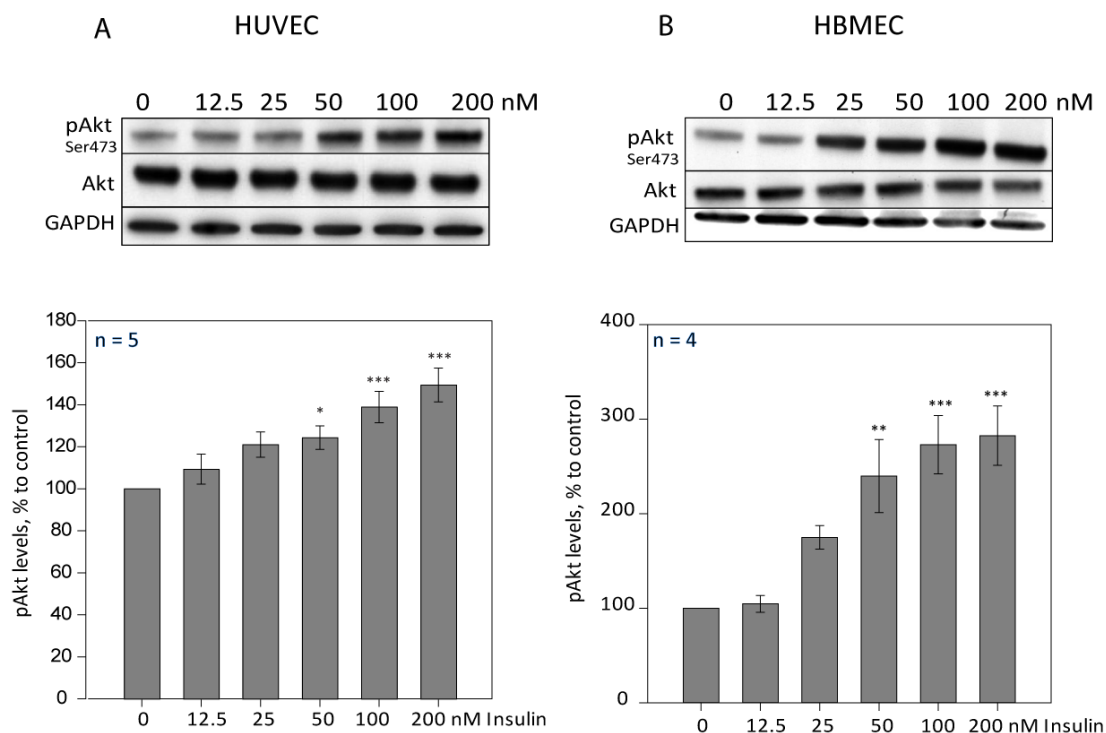 A HUVEC
0 12.5 25 50 100 200 nM
pAkt
Ser473
Akt
GAPDH
180
160
140
120
100
80
60
40
20
0
pAkt levels, % to control
n = 5
*
***
***
0 12.5 25 50 100 200 nM Insulin
B HBMEC
0 12.5 25 50 100 200 nM
pAkt
Ser473
Akt
GAPDH
400
300
200
100
0
pAkt levels, % to control
n = 4
**
***
***
0 12.5 25 50 100 200 nM Insulin